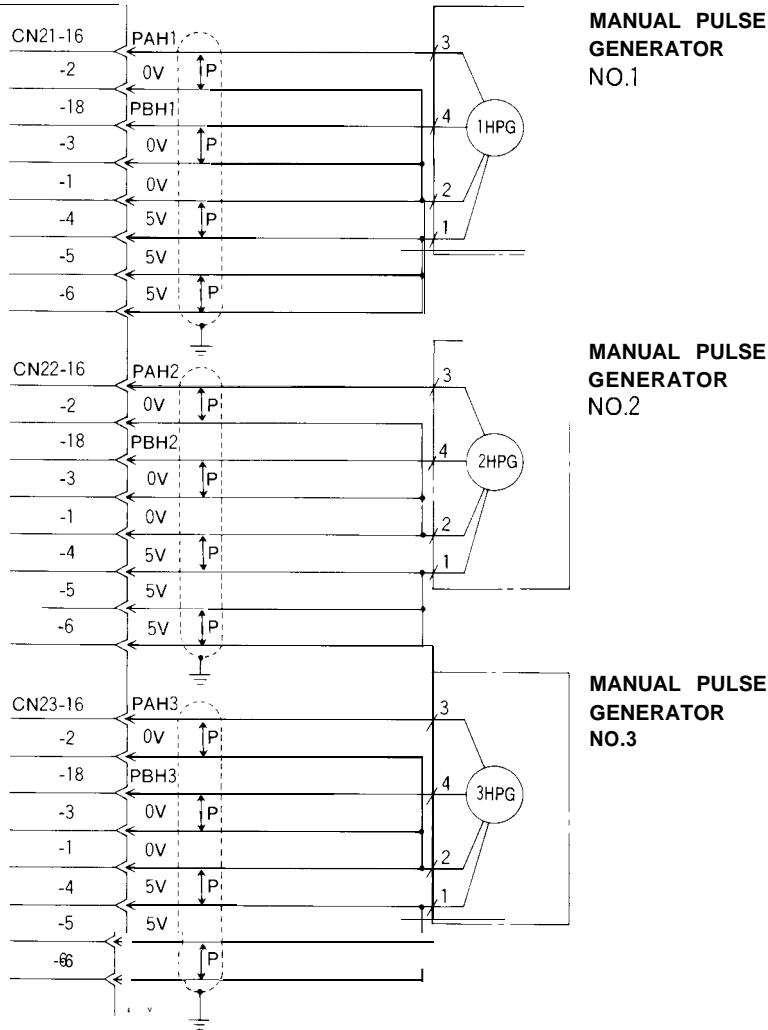 CN21-16 PAH1 3
-2 0V P
-18 PBH1 4 1HPG
-3 0V P
-1 0V 2
-4 5V P 1
-5 5V
-6 5V P
MANUAL PULSE
GENERATOR
NO.1
CN22-16 PAH2 3
-2 0V P
-18 PBH2 4 2HPG
-3 0V P
-1 0V 2
-4 5V P 1
-5 5V
-6 5V P
MANUAL PULSE
GENERATOR
NO.2
CN23-16 PAH3 3
-2 0V P
-18 PBH3 4 3HPG
-3 0V P
-1 0V 2
-4 5V P 1
-5 5V
P
MANUAL PULSE
GENERATOR
NO.3